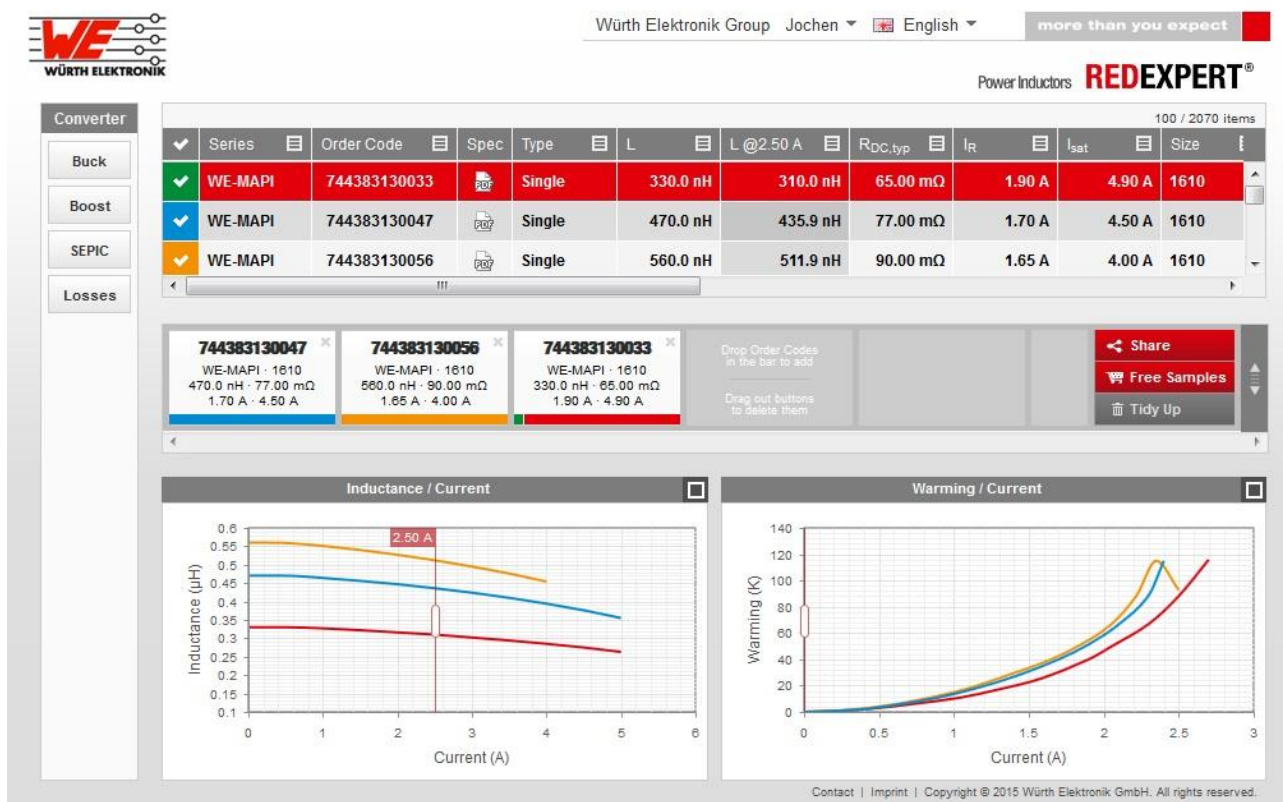 WE
WÜRTH ELEKTRONIK
Würth Elektronik Group Jochen English
more than you expect
Power Inductors REDEXPERT®
Converter
Buck
Boost
SEPIC
Losses
100 / 2070 items
Series Order Code Spec Type L L @2.50 A RDC,typ IR Isat Size
WE-MAPI 744383130033 PDF Single 330.0 nH 310.0 nH 65.00 mΩ 1.90 A 4.90 A 1610
WE-MAPI 744383130047 PDF Single 470.0 nH 435.9 nH 77.00 mΩ 1.70 A 4.50 A 1610
WE-MAPI 744383130056 PDF Single 560.0 nH 511.9 nH 90.00 mΩ 1.65 A 4.00 A 1610
744383130047
WE-MAPI · 1610
470.0 nH · 77.00 mΩ
1.70 A · 4.50 A
744383130056
WE-MAPI · 1610
560.0 nH · 90.00 mΩ
1.65 A · 4.00 A
744383130033
WE-MAPI · 1610
330.0 nH · 65.00 mΩ
1.90 A · 4.90 A
Drop Order Codes
in the bar to add
Drag out buttons
to delete them
Share
Free Samples
Tidy Up
Inductance / Current
2.50 A
Inductance (µH)
0.6
0.55
0.5
0.45
0.4
0.35
0.3
0.25
0.2
0.15
0.1
0 1 2 3 4 5 6
Current (A)
Warming / Current
Warming (K)
140
120
100
80
60
40
20
0
0 0.5 1 1.5 2 2.5 3
Current (A)
Contact | Imprint | Copyright © 2015 Würth Elektronik GmbH. All rights reserved.